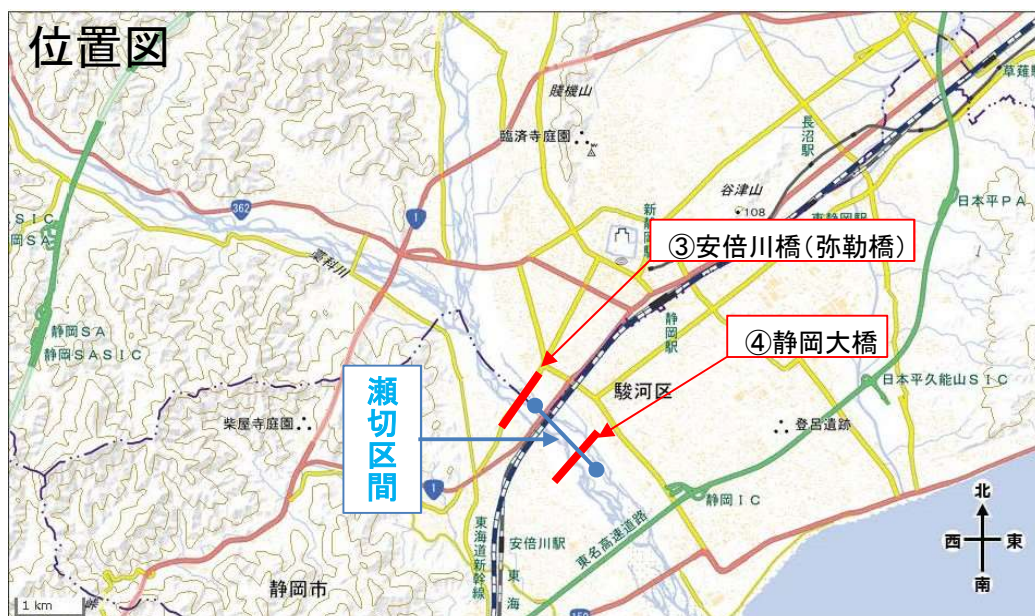 位置図
賤機山
臨済寺庭園
長沼駅
草薙駅
谷津山
108
日本平PA
新静岡駅
東静岡駅
362
1
藁科川
③安倍川橋(弥勒橋)
静岡駅
④静岡大橋
静岡SA
静岡SASIC
日本平久能山SIC
瀬切区間
駿河区
柴屋寺庭園
登呂遺跡
1
静岡IC
東名高速道路
東海道新幹線
安倍川駅
東海
静岡市
峠
150
1 km
北
西
東
南